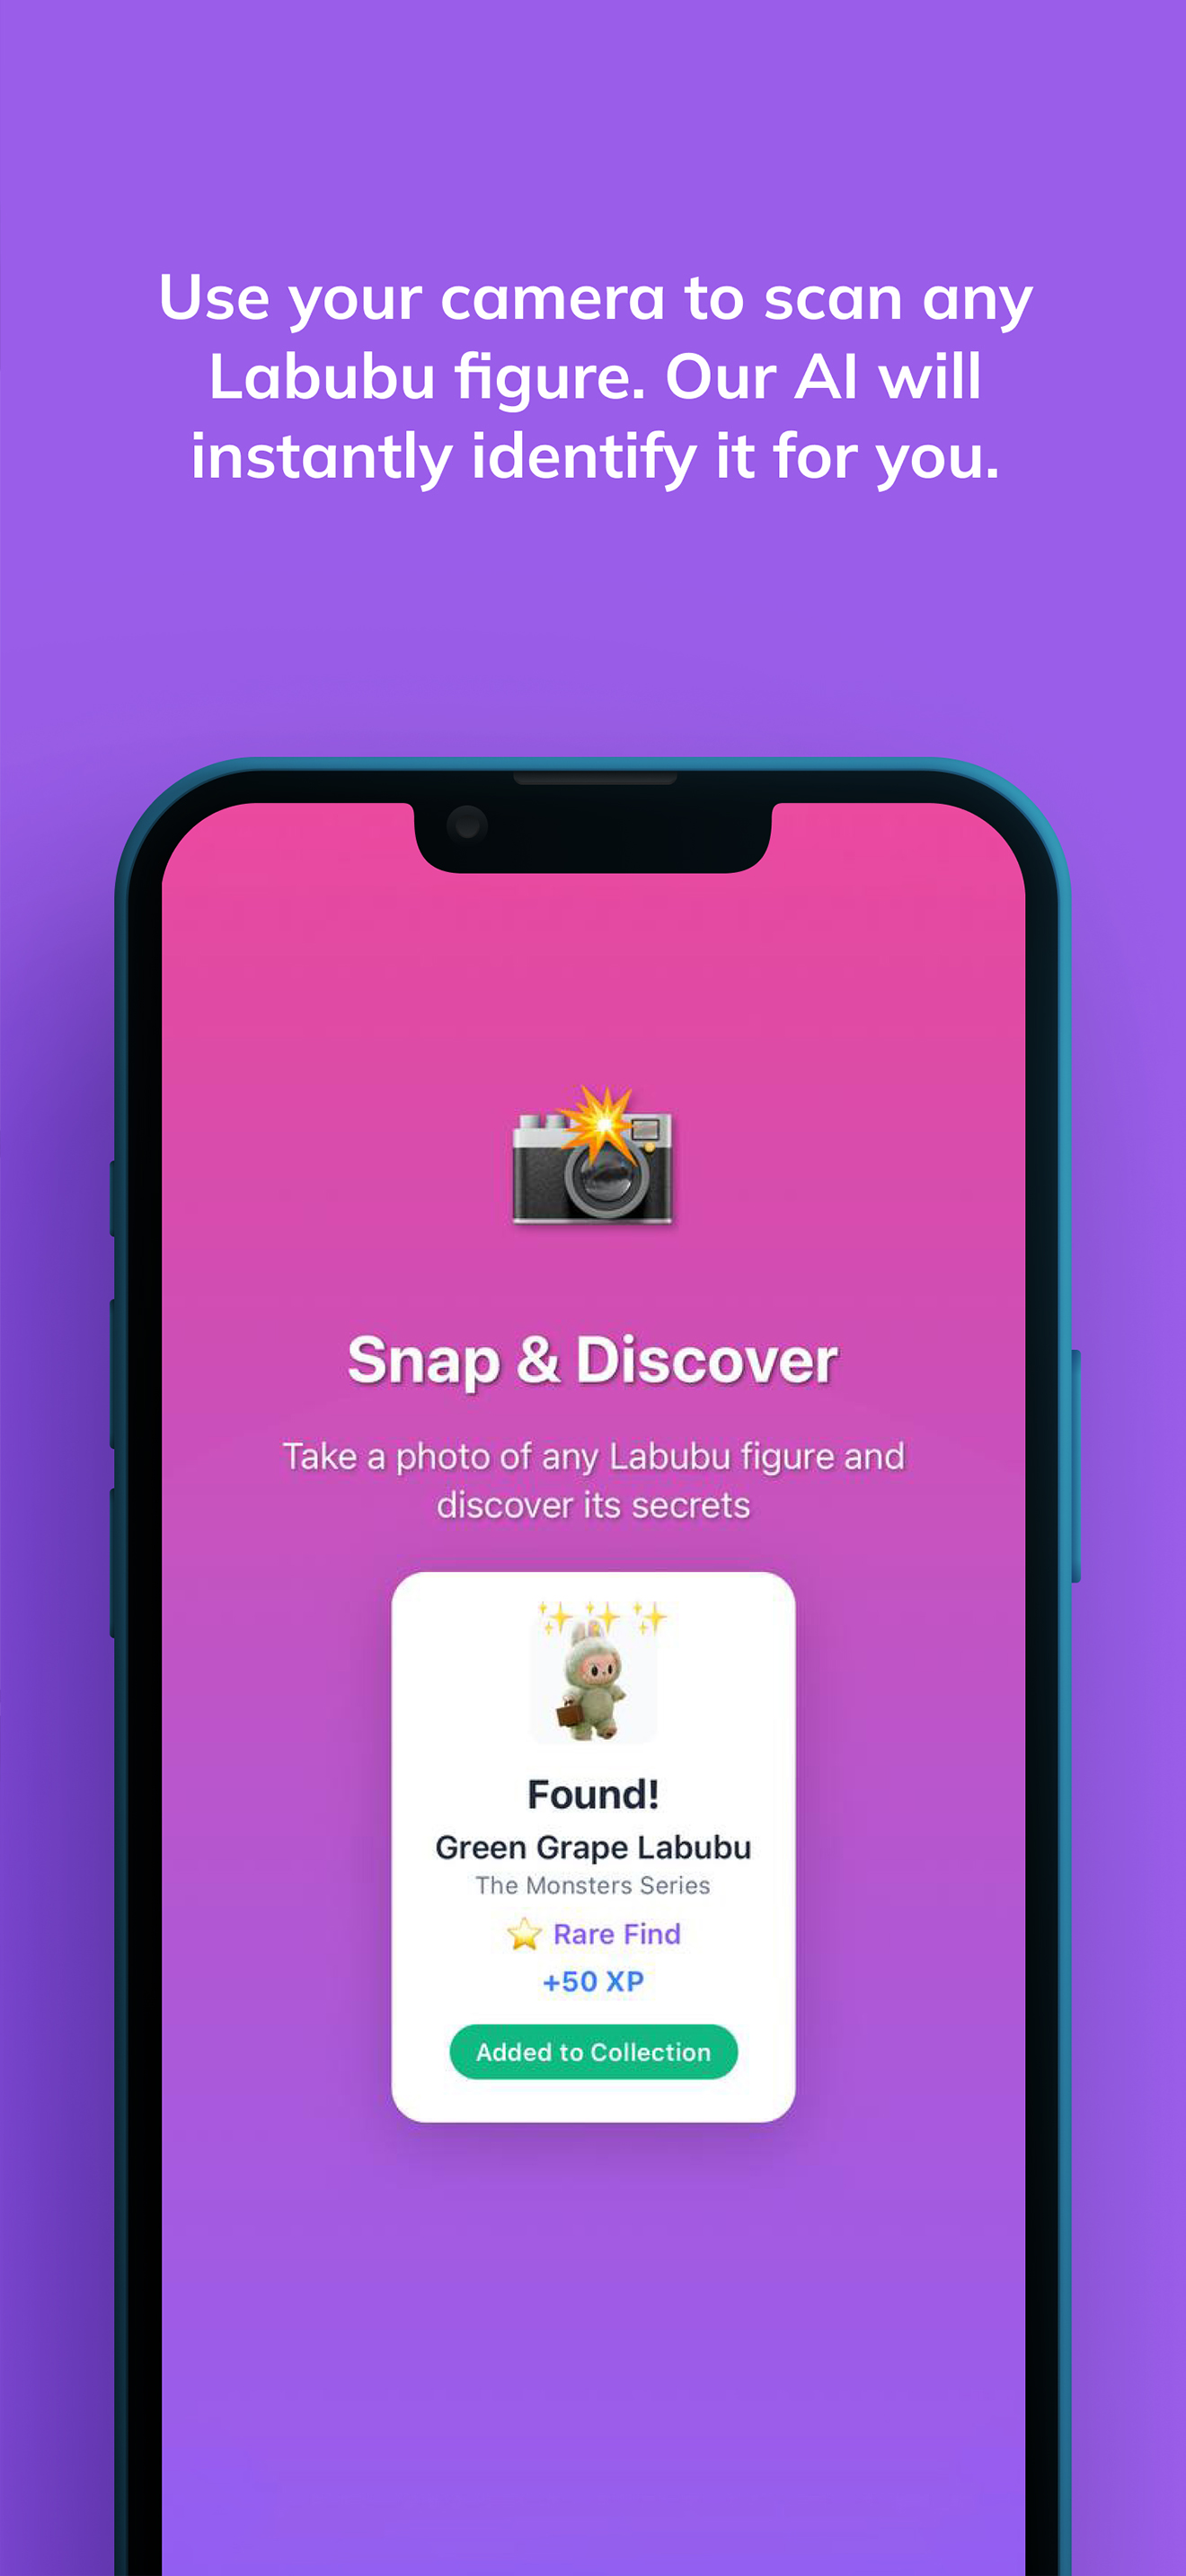 Use your camera to scan any
Labubu figure. Our AI will
instantly identify it for you.
Snap & Discover
Take a photo of any Labubu figure and
discover its secrets
Found!
Green Grape Labubu
The Monsters Series
Rare Find
+50 XP
Added to Collection